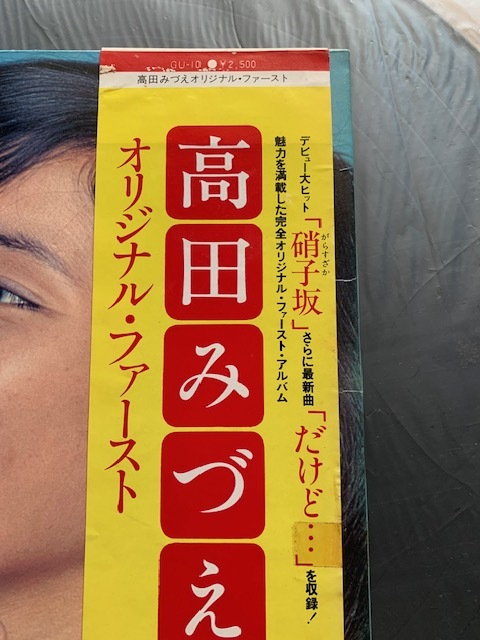 GU-10 ●¥2,500
高田みづえオリジナル・ファースト
デビュー大ヒット「硝子坂」さらに最新曲「だけど…」を収録!
がらすざか
魅力を満載した完全オリジナル・ファースト・アルバム
高田みづえ
オリジナル・ファースト